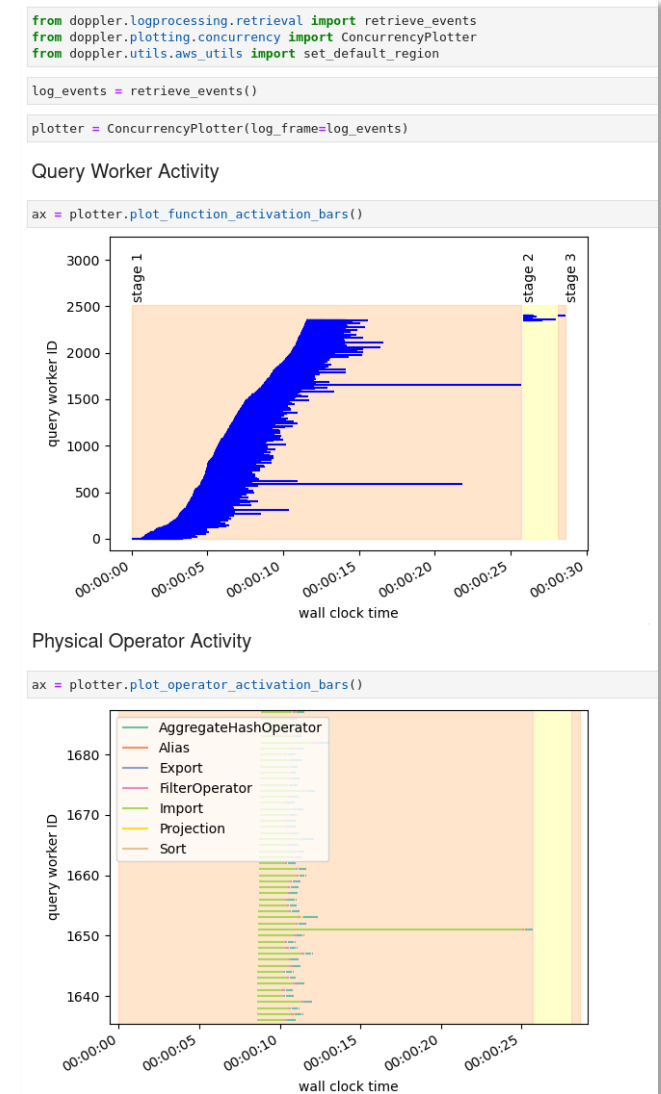 from doppler.logprocessing.retrieval import retrieve_events
from doppler.plotting.concurrency import ConcurrencyPlotter
from doppler.utils.aws_utils import set_default_region
log_events = retrieve_events()
plotter = ConcurrencyPlotter(log_frame=log_events)
Query Worker Activity
ax = plotter.plot_function_activation_bars()
stage 1
stage 2
stage 3
3000
2500
2000
1500
1000
500
0
query worker ID
00:00:00
00:00:05
00:00:10
00:00:15
00:00:20
00:00:25
00:00:30
wall clock time
Physical Operator Activity
ax = plotter.plot_operator_activation_bars()
AggregateHashOperator
Alias
Export
FilterOperator
Import
Projection
Sort
1680
1670
1660
1650
1640
query worker ID
00:00:00
00:00:05
00:00:10
00:00:15
00:00:20
00:00:25
wall clock time